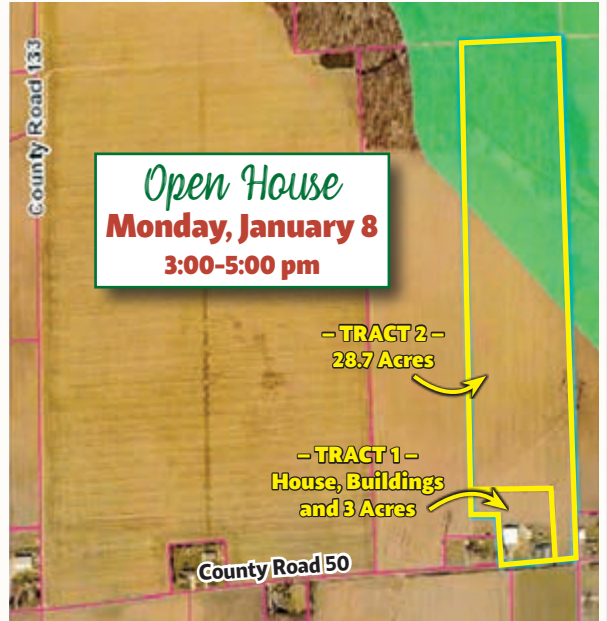 County Road 133
Open House
Monday, January 8
3:00-5:00 pm
– TRACT 2 –
28.7 Acres
– TRACT 1 –
House, Buildings
and 3 Acres
County Road 50